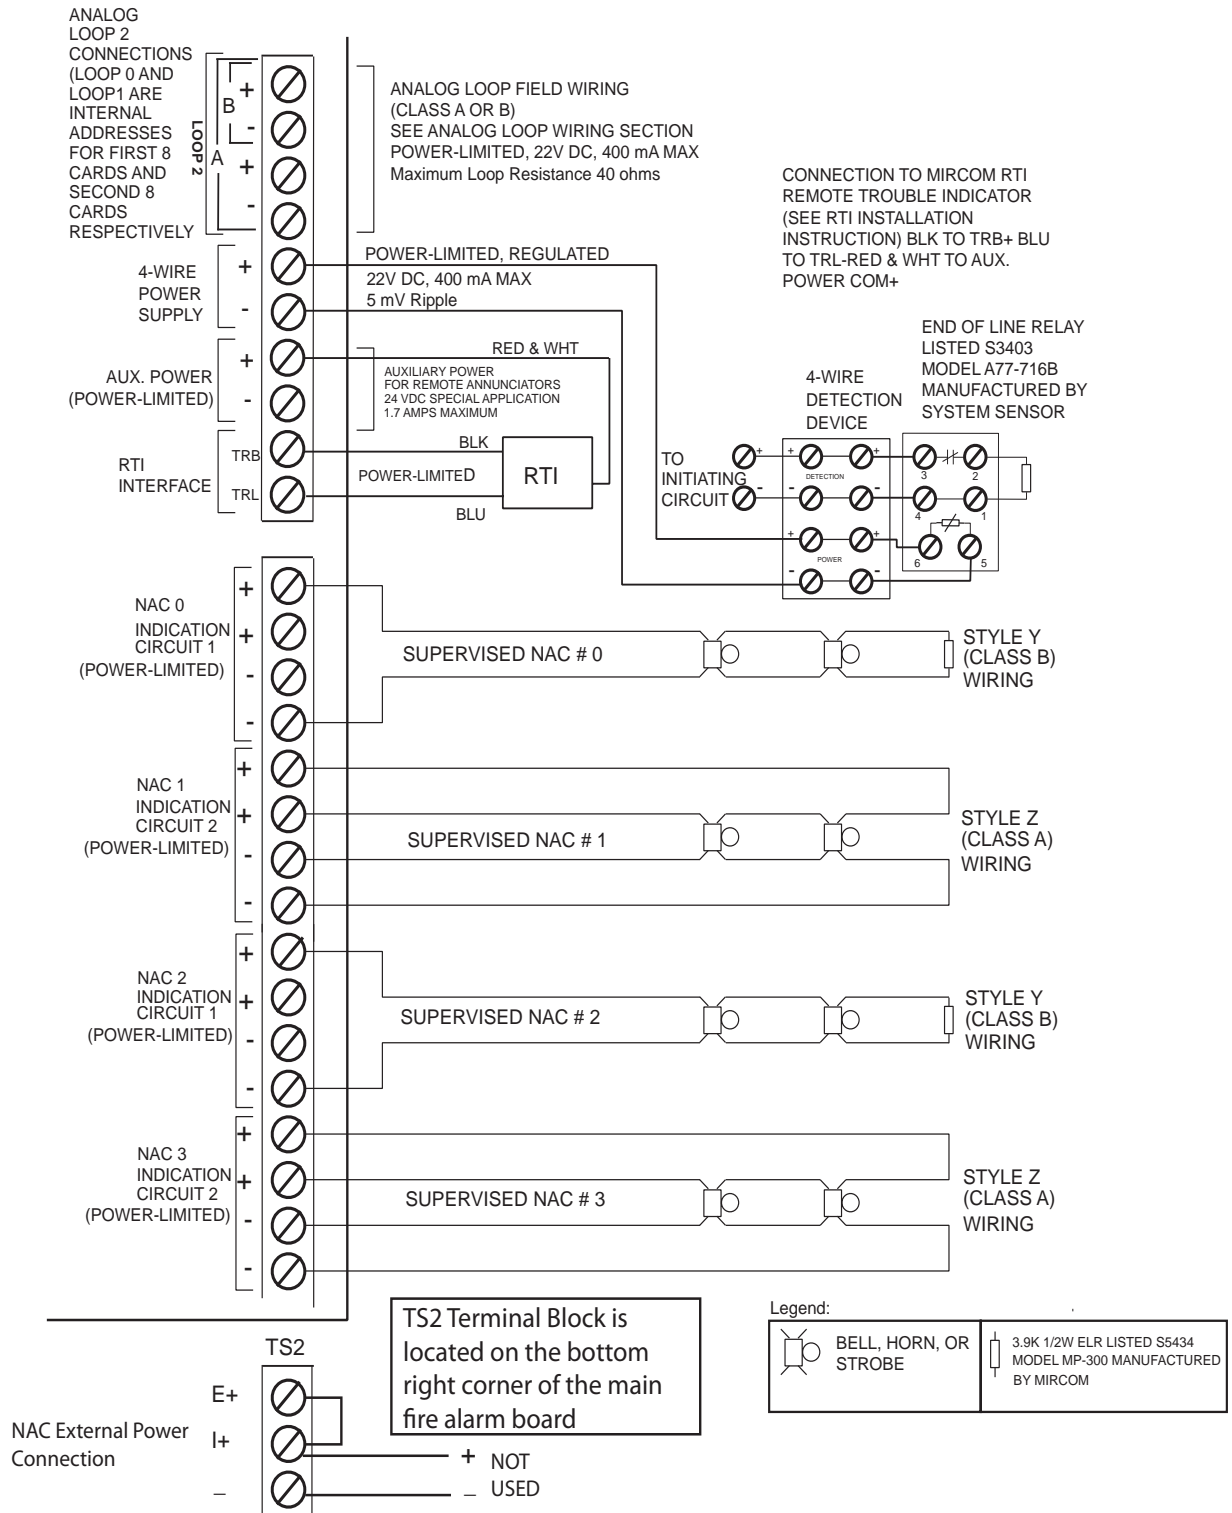 ANALOG
LOOP 2
CONNECTIONS
(LOOP 0 AND
LOOP1 ARE
INTERNAL
ADDRESSES
FOR FIRST 8
CARDS AND
SECOND 8
CARDS
RESPECTIVELY
LOOP 2
A
B
+
-
+
-
ANALOG LOOP FIELD WIRING
(CLASS A OR B)
SEE ANALOG LOOP WIRING SECTION
POWER-LIMITED, 22V DC, 400 mA MAX
Maximum Loop Resistance 40 ohms
CONNECTION TO MIRCOM RTI
REMOTE TROUBLE INDICATOR
(SEE RTI INSTALLATION
INSTRUCTION) BLK TO TRB+ BLU
TO TRL-RED & WHT TO AUX.
POWER COM+
4-WIRE
POWER
SUPPLY
+
-
POWER-LIMITED, REGULATED
22V DC, 400 mA MAX
5 mV Ripple
AUX. POWER
(POWER-LIMITED)
+
-
RED & WHT
AUXILIARY POWER
FOR REMOTE ANNUNCIATORS
24 VDC SPECIAL APPLICATION
1.7 AMPS MAXIMUM
RTI
INTERFACE
TRB
TRL
BLK
POWER-LIMITED
BLU
RTI
END OF LINE RELAY
LISTED S3403
MODEL A77-716B
MANUFACTURED BY
SYSTEM SENSOR
4-WIRE
DETECTION
DEVICE
TO
INITIATING
CIRCUIT
+
-
+ +
DETECTION
- -
+ +
POWER
- -
3 2
4 1
6 5
NAC 0
INDICATION
CIRCUIT 1
(POWER-LIMITED)
+
+
-
-
SUPERVISED NAC # 0
STYLE Y
(CLASS B)
WIRING
NAC 1
INDICATION
CIRCUIT 2
(POWER-LIMITED)
+
+
-
-
SUPERVISED NAC # 1
STYLE Z
(CLASS A)
WIRING
NAC 2
INDICATION
CIRCUIT 1
(POWER-LIMITED)
+
+
-
-
SUPERVISED NAC # 2
STYLE Y
(CLASS B)
WIRING
NAC 3
INDICATION
CIRCUIT 2
(POWER-LIMITED)
+
+
-
-
SUPERVISED NAC # 3
STYLE Z
(CLASS A)
WIRING
TS2
E+
I+
_
NAC External Power
Connection
+
_
NOT
USED
TS2 Terminal Block is
located on the bottom
right corner of the main
fire alarm board
Legend:
BELL, HORN, OR
STROBE
3.9K 1/2W ELR LISTED S5434
MODEL MP-300 MANUFACTURED
BY MIRCOM